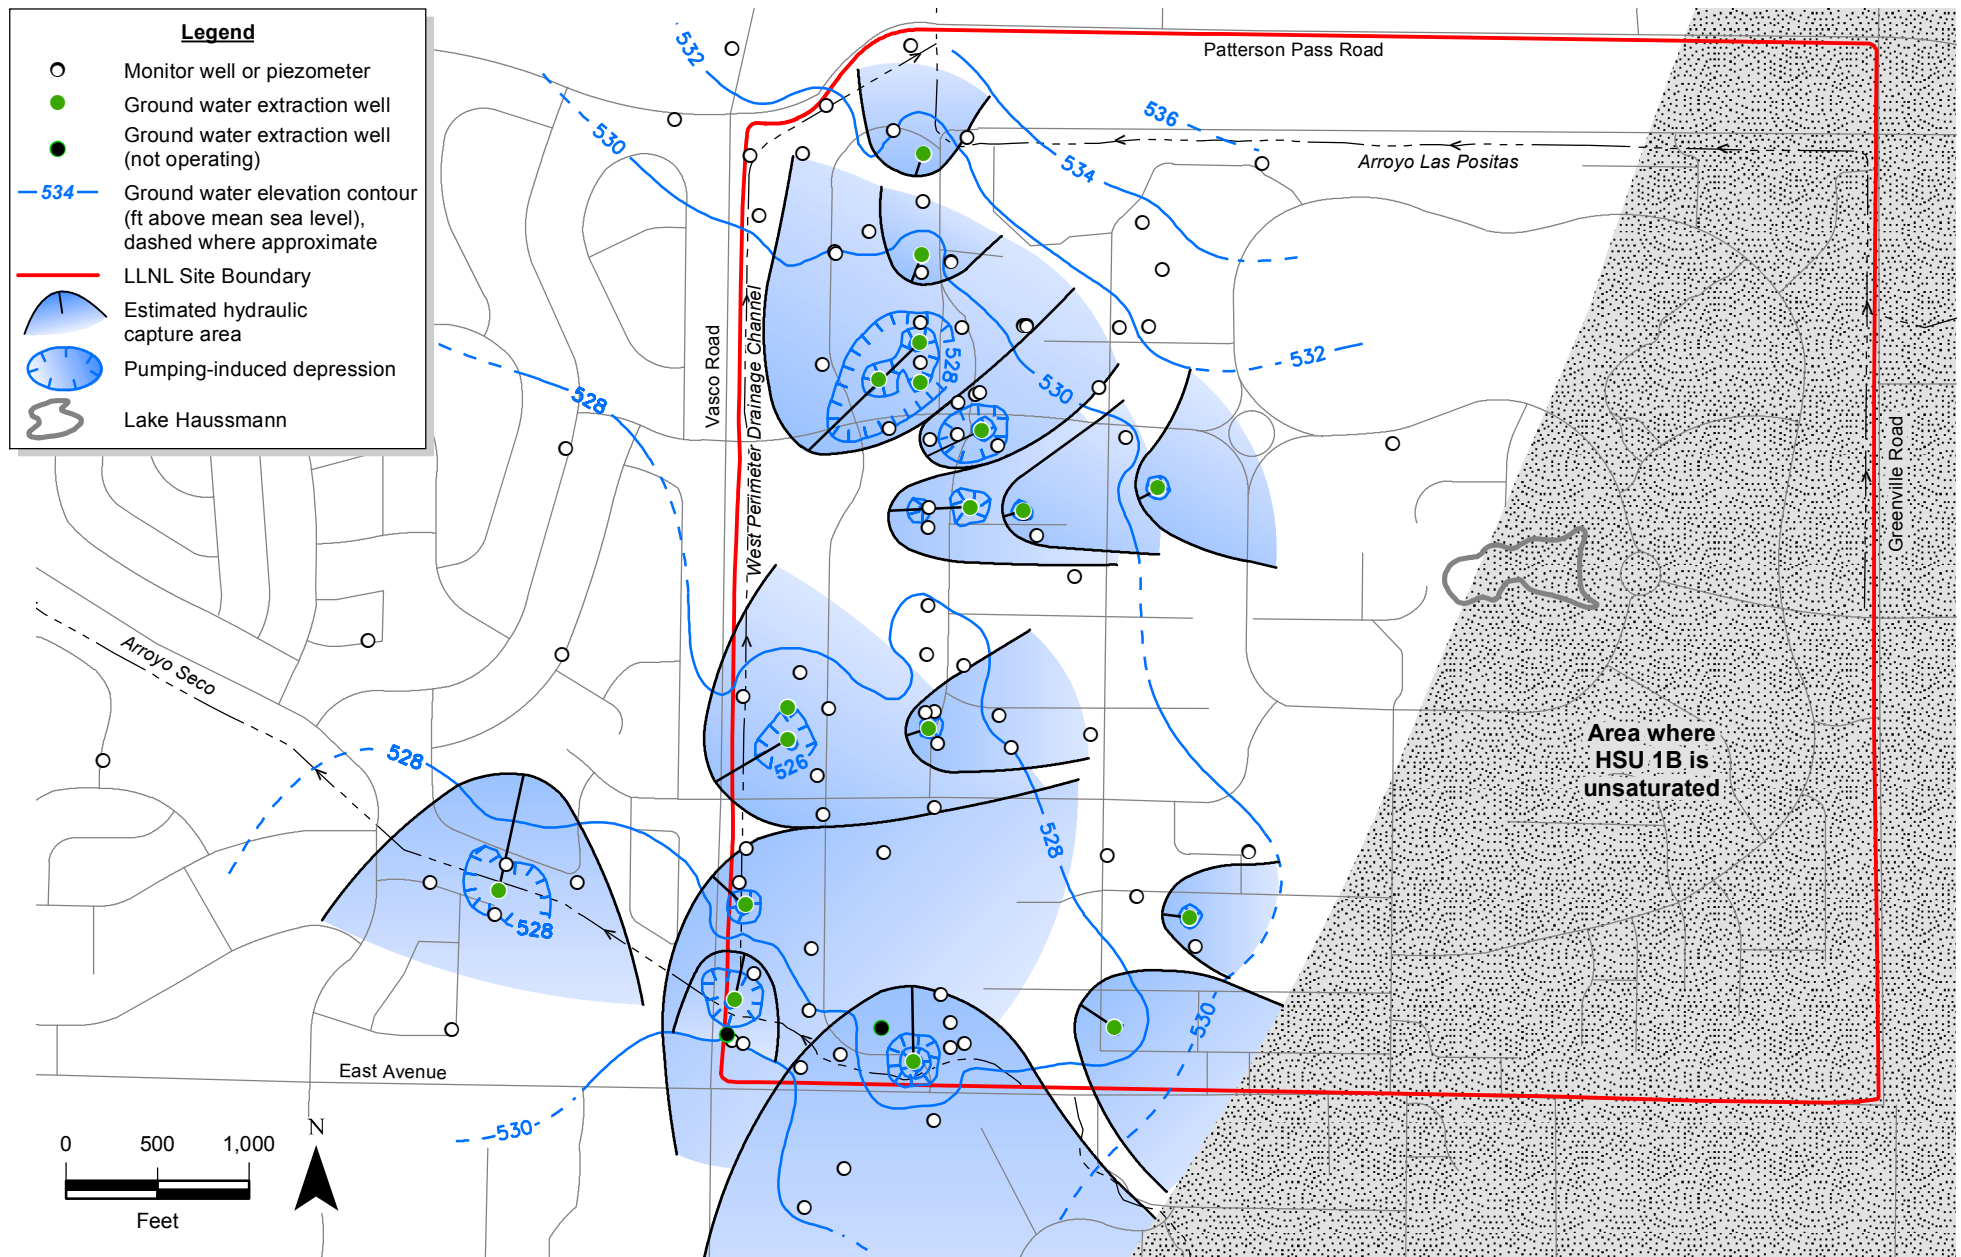 Legend
Monitor well or piezometer
Ground water extraction well
Ground water extraction well
(not operating)
534
Ground water elevation contour
(ft above mean sea level),
dashed where approximate
LLNL Site Boundary
Estimated hydraulic
capture area
Pumping-induced depression
Lake Haussmann
532
Patterson Pass Road
536
530
534
Arroyo Las Positas
Vasco Road
West Perimeter Drainage Channel
528
530
532
528
Greenville Road
Arroyo Seco
Area where
HSU 1B is
unsaturated
528
526
528
528
530
530
East Avenue
0 500 1,000
Feet
N